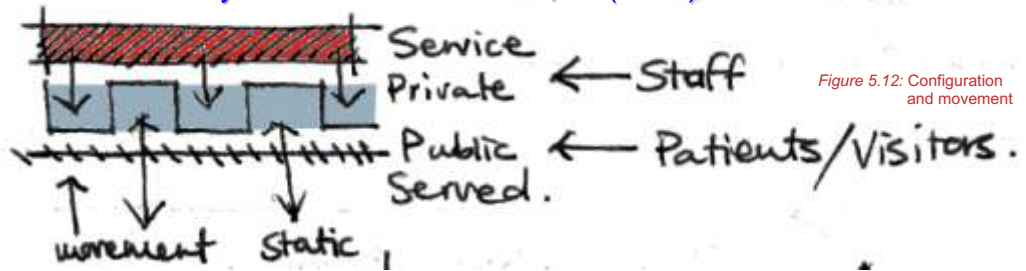 Service
Private
Staff
Figure 5.12: Configuration
and movement
Public
Patients/Visitors.
Served.
movement
static